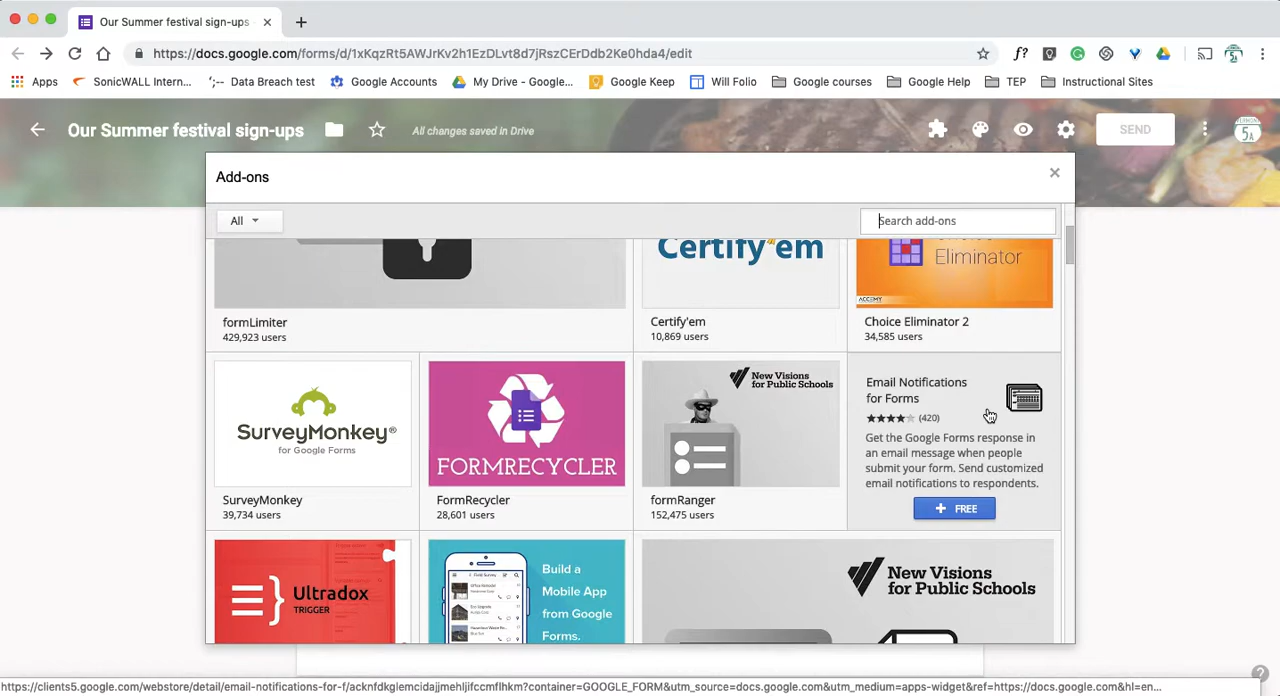 Our Summer festival sign-ups
https://docs.google.com/forms/d/1xKqzRt5AWJrKv2h1EzDLvt8d7jRszCErDdb2Ke0hda4/edit
f?
Apps
SonicWALL Intern...
Data Breach test
Google Accounts
My Drive - Google...
Google Keep
Will Folio
Google courses
Google Help
TEP
Instructional Sites
Our Summer festival sign-ups
All changes saved in Drive
SEND
5A
Add-ons
All
Search add-ons
Certify'em
Eliminator
ACCEMY
formLimiter
429,923 users
Certify'em
10,869 users
Choice Eliminator 2
34,585 users
SurveyMonkey®
for Google Forms
FORMRECYCLER
New Visions
for Public Schools
Email Notifications
for Forms
(420)
Get the Google Forms response in
an email message when people
submit your form. Send customized
email notifications to respondents.
FREE
SurveyMonkey
39,734 users
FormRecycler
28,601 users
formRanger
152,475 users
Ultradox
TRIGGER
Build a
Mobile App
from Google
Forms.
New Visions
for Public Schools
https://clients5.google.com/webstore/detail/email-notifications-for-f/acknfdkglemcidajjmehljifccmflhkm?container=GOOGLE_FORM&utm_source=docs.google.com&utm_medium=apps-widget&ref=https://docs.google.com%2Ffoms%2Fd%2F1xKqzRt5AWJrKv2h1EzDLvt8d7jRszCErDdb2Ke0hda4&hl=en...